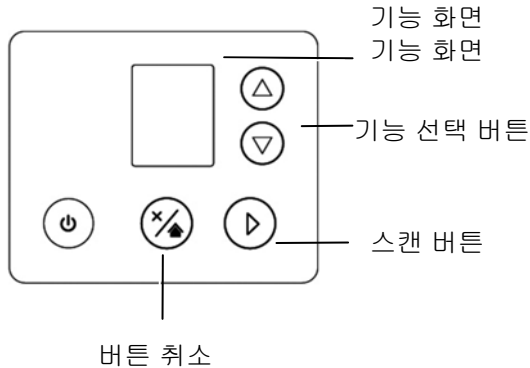 기능 화면
기능 화면
기능 선택 버튼
스캔 버튼
버튼 취소